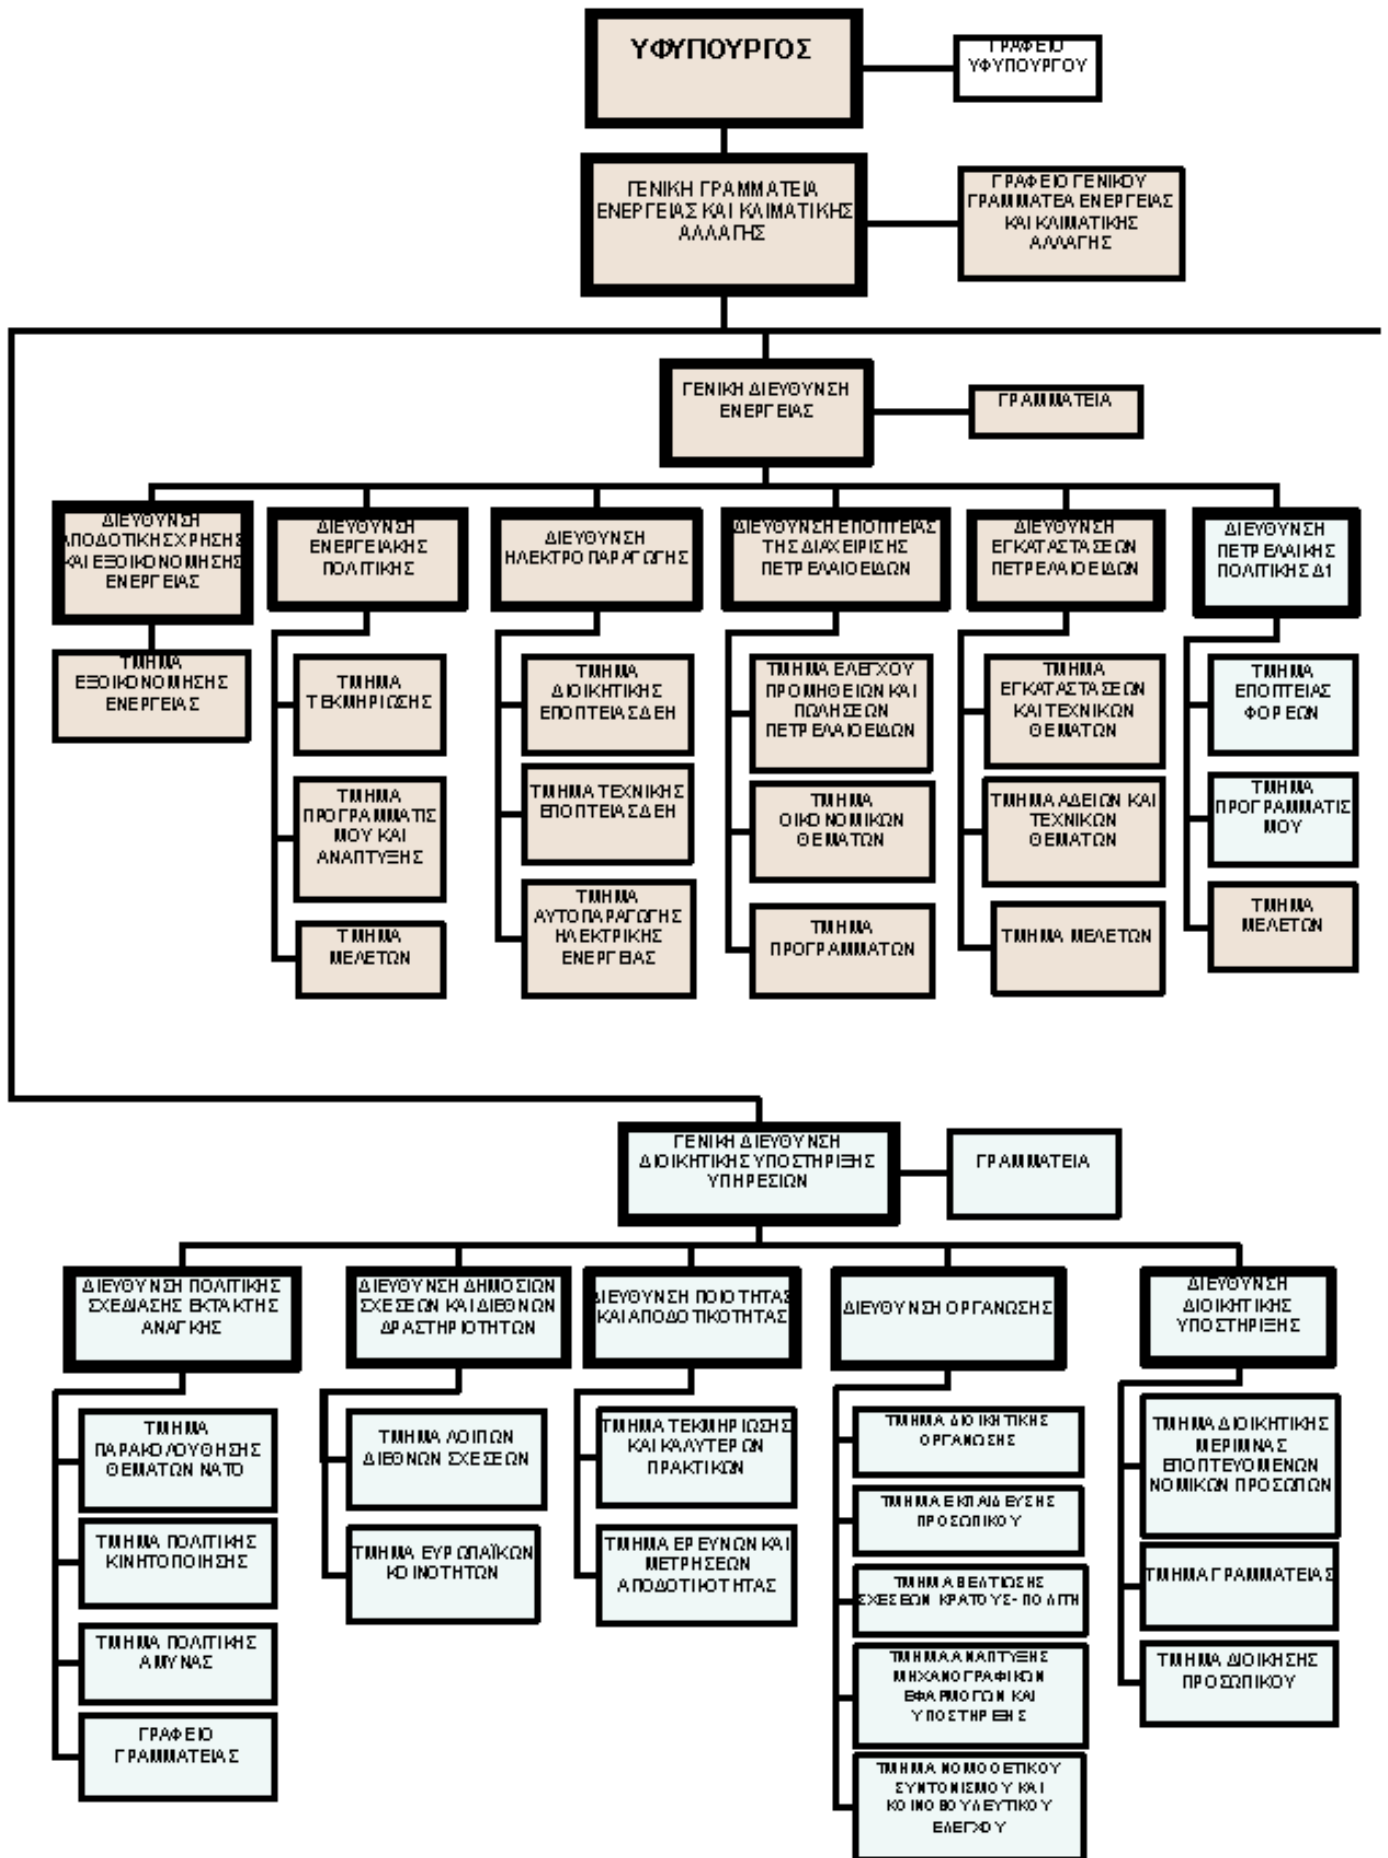 ΥΦΥΠΟΥΡΓΟΣ
ΓΡΑΦΕΙΟ
ΥΦΥΠΟΥΡΓΟΥ
ΓΕΝΙΚΗ ΓΡΑΜΜΑΤΕΙΑ
ΕΝΕΡΓΕΙΑΣ ΚΑΙ ΚΛΙΜΑΤΙΚΗΣ
ΑΛΛΑΓΗΣ
ΓΡΑΦΕΙΟ ΓΕΝΙΚΟΥ
ΓΡΑΜΜΑΤΕΑ ΕΝΕΡΓΕΙΑΣ
ΚΑΙ ΚΛΙΜΑΤΙΚΗΣ
ΑΛΛΑΓΗΣ
ΓΕΝΙΚΗ ΔΙΕΥΘΥΝΣΗ
ΕΝΕΡΓΕΙΑΣ
ΓΡΑΜΜΑΤΕΙΑ
ΔΙΕΥΘΥΝΣΗ
ΑΠΟΔΟΤΙΚΗΣ ΧΡΗΣΗΣ
ΚΑΙ ΕΞΟΙΚΟΝΟΜΗΣΗΣ
ΕΝΕΡΓΕΙΑΣ
ΔΙΕΥΘΥΝΣΗ
ΕΝΕΡΓΕΙΑΚΗΣ
ΠΟΛΙΤΙΚΗΣ
ΔΙΕΥΘΥΝΣΗ
ΗΛΕΚΤΡΟΠΑΡΑΓΩΓΗΣ
ΔΙΕΥΘΥΝΣΗ ΕΠΟΠΤΕΙΑΣ
ΤΗΣ ΔΙΑΧΕΙΡΙΣΗΣ
ΠΕΤΡΕΛΑΙΟΕΙΔΩΝ
ΔΙΕΥΘΥΝΣΗ
ΕΓΚΑΤΑΣΤΑΣΕΩΝ
ΠΕΤΡΕΛΑΙΟΕΙΔΩΝ
ΔΙΕΥΘΥΝΣΗ
ΠΕΤΡΕΛΑΙΚΗΣ
ΠΟΛΙΤΙΚΗΣ Δ1
ΤΜΗΜΑ
ΕΞΟΙΚΟΝΟΜΗΣΗΣ
ΕΝΕΡΓΕΙΑΣ
ΤΜΗΜΑ
ΤΕΚΜΗΡΙΩΣΗΣ
ΤΜΗΜΑ
ΠΡΟΓΡΑΜΜΑΤΙΣ
ΜΟΥ ΚΑΙ
ΑΝΑΠΤΥΞΗΣ
ΤΜΗΜΑ
ΜΕΛΕΤΩΝ
ΤΜΗΜΑ
ΔΙΟΙΚΗΤΙΚΗΣ
ΕΠΟΠΤΕΙΑΣ ΔΕΗ
ΤΜΗΜΑ ΤΕΧΝΙΚΗΣ
ΕΠΟΠΤΕΙΑΣ ΔΕΗ
ΤΜΗΜΑ
ΑΥΤΟΠΑΡΑΓΩΓΗΣ
ΗΛΕΚΤΡΙΚΗΣ
ΕΝΕΡΓΕΙΑΣ
ΤΜΗΜΑ ΕΛΕΓΧΟΥ
ΠΡΟΜΗΘΕΙΩΝ ΚΑΙ
ΠΩΛΗΣΕΩΝ
ΠΕΤΡΕΛΑΙΟΕΙΔΩΝ
ΤΜΗΜΑ
ΟΙΚΟΝΟΜΙΚΩΝ
ΘΕΜΑΤΩΝ
ΤΜΗΜΑ
ΠΡΟΓΡΑΜΜΑΤΩΝ
ΤΜΗΜΑ
ΕΓΚΑΤΑΣΤΑΣΕΩΝ
ΚΑΙ ΤΕΧΝΙΚΩΝ
ΘΕΜΑΤΩΝ
ΤΜΗΜΑ ΑΔΕΙΩΝ ΚΑΙ
ΤΕΧΝΙΚΩΝ
ΘΕΜΑΤΩΝ
ΤΜΗΜΑ ΜΕΛΕΤΩΝ
ΤΜΗΜΑ
ΕΠΟΠΤΕΙΑΣ
ΦΟΡΕΩΝ
ΤΜΗΜΑ
ΠΡΟΓΡΑΜΜΑΤΙΣ
ΜΟΥ
ΤΜΗΜΑ
ΜΕΛΕΤΩΝ
ΓΕΝΙΚΗ ΔΙΕΥΘΥΝΣΗ
ΔΙΟΙΚΗΤΙΚΗΣ ΥΠΟΣΤΗΡΙΞΗΣ
ΥΠΗΡΕΣΙΩΝ
ΓΡΑΜΜΑΤΕΙΑ
ΔΙΕΥΘΥΝΣΗ ΠΟΛΙΤΙΚΗΣ
ΣΧΕΔΙΑΣΗΣ ΕΚΤΑΚΤΗΣ
ΑΝΑΓΚΗΣ
ΔΙΕΥΘΥΝΣΗ ΔΗΜΟΣΙΩΝ
ΣΧΕΣΕΩΝ ΚΑΙ ΔΙΕΘΝΩΝ
ΔΡΑΣΤΗΡΙΟΤΗΤΩΝ
ΔΙΕΥΘΥΝΣΗ ΠΟΙΟΤΗΤΑΣ
ΚΑΙ ΑΠΟΔΟΤΙΚΟΤΗΤΑΣ
ΔΙΕΥΘΥΝΣΗ ΟΡΓΑΝΩΣΗΣ
ΔΙΕΥΘΥΝΣΗ
ΔΙΟΙΚΗΤΙΚΗΣ
ΥΠΟΣΤΗΡΙΞΗΣ
ΤΜΗΜΑ
ΠΑΡΑΚΟΛΟΥΘΗΣΗΣ
ΘΕΜΑΤΩΝ ΝΑΤΟ
ΤΜΗΜΑ ΠΟΛΙΤΙΚΗΣ
ΚΙΝΗΤΟΠΟΙΗΣΗΣ
ΤΜΗΜΑ ΠΟΛΙΤΙΚΗΣ
ΑΜΥΝΑΣ
ΓΡΑΦΕΙΟ
ΓΡΑΜΜΑΤΕΙΑΣ
ΤΜΗΜΑ ΛΟΙΠΩΝ
ΔΙΕΘΝΩΝ ΣΧΕΣΕΩΝ
ΤΜΗΜΑ ΕΥΡΩΠΑΪΚΩΝ
ΚΟΙΝΟΤΗΤΩΝ
ΤΜΗΜΑ ΤΕΚΜΗΡΙΩΣΗΣ
ΚΑΙ ΚΑΛΥΤΕΡΩΝ
ΠΡΑΚΤΙΚΩΝ
ΤΜΗΜΑ ΕΡΕΥΝΩΝ ΚΑΙ
ΜΕΤΡΗΣΕΩΝ
ΑΠΟΔΟΤΙΚΟΤΗΤΑΣ
ΤΜΗΜΑ ΔΙΟΙΚΗΤΙΚΗΣ
ΟΡΓΑΝΩΣΗΣ
ΤΜΗΜΑ ΕΚΠΑΙΔΕΥΣΗΣ
ΠΡΟΣΩΠΙΚΟΥ
ΤΜΗΜΑ ΒΕΛΤΙΩΣΗΣ
ΣΧΕΣΕΩΝ ΚΡΑΤΟΥΣ- ΠΟΛΙΤΗ
ΤΜΗΜΑ ΑΝΑΠΤΥΞΗΣ
ΜΗΧΑΝΟΓΡΑΦΙΚΩΝ
ΕΦΑΡΜΟΓΩΝ ΚΑΙ
ΥΠΟΣΤΗΡΙΞΗΣ
ΤΜΗΜΑ ΝΟΜΟΘΕΤΙΚΟΥ
ΣΥΝΤΟΝΙΣΜΟΥ ΚΑΙ
ΚΟΙΝΟΒΟΥΛΕΥΤΙΚΟΥ
ΕΛΕΓΧΟΥ
ΤΜΗΜΑ ΔΙΟΙΚΗΤΙΚΗΣ
ΜΕΡΙΜΝΑΣ
ΕΠΟΠΤΕΥΟΜΕΝΩΝ
ΝΟΜΙΚΩΝ ΠΡΟΣΩΠΩΝ
ΤΜΗΜΑ ΓΡΑΜΜΑΤΕΙΑΣ
ΤΜΗΜΑ ΔΙΟΙΚΗΣΗΣ
ΠΡΟΣΩΠΙΚΟΥ